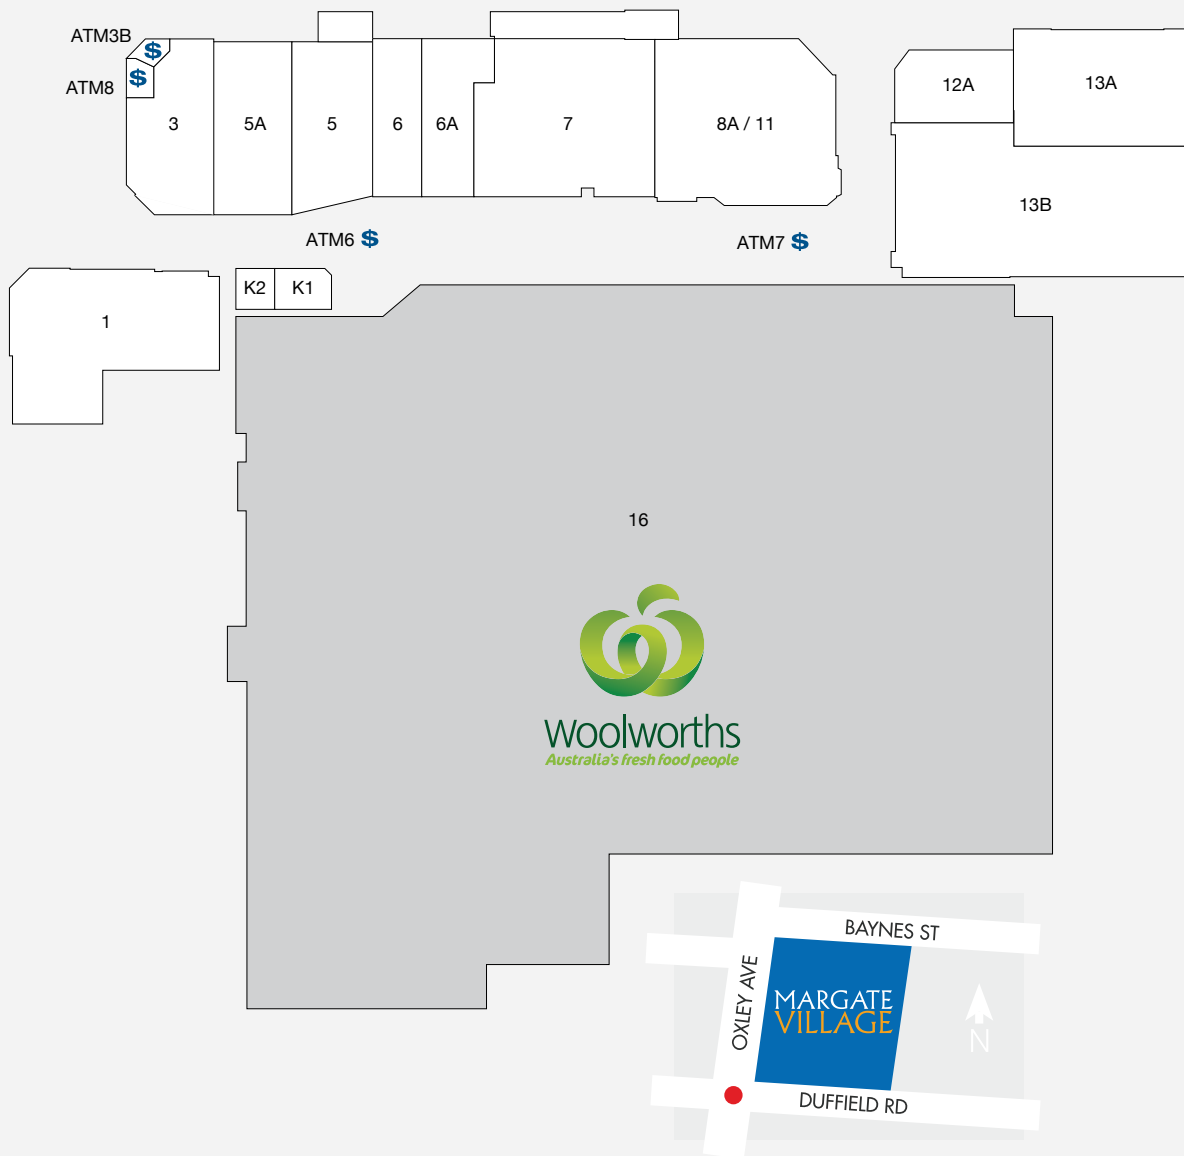 ATM3B
$
ATM8
$
3
5A
5
6
6A
7
8A / 11
12A
13A
13B
ATM6 $
ATM7 $
K2
K1
1
16
Woolworths
Australia's fresh food people
BAYNES ST
OXLEY AVE
MARGATE
VILLAGE
N
DUFFIELD RD